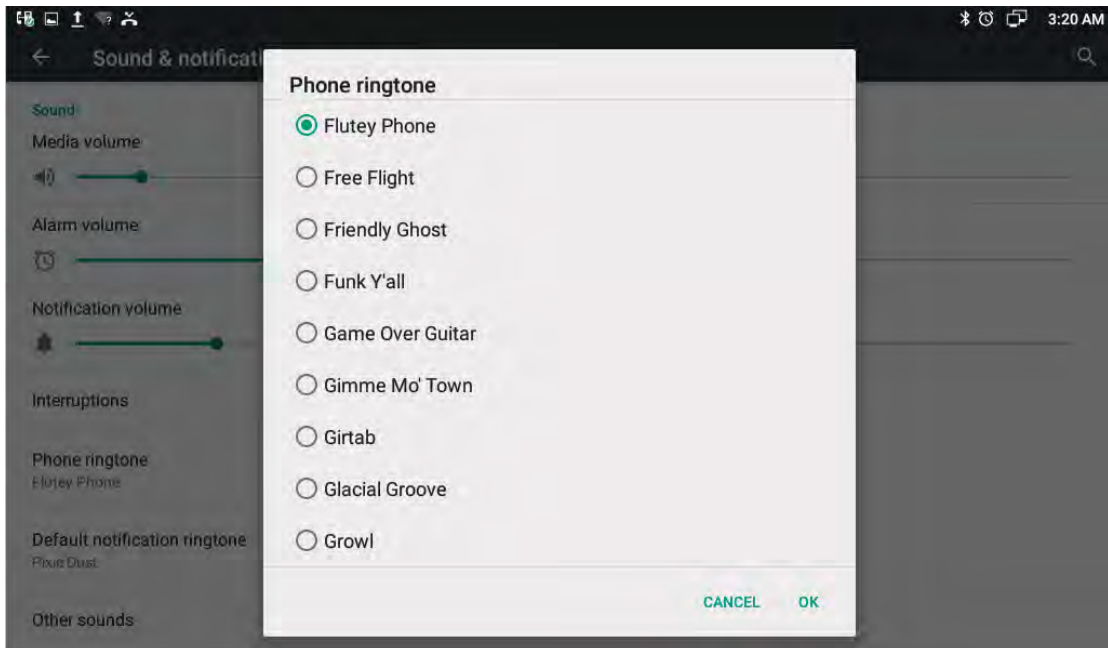 3:20 AM
Sound & notificati
Phone ringtone
Sound
Media volume
Alarm volume
Notification volume
Interruptions
Phone ringtone
Flutey Phone
Default notification ringtone
Pixie Dust
Other sounds
Flutey Phone
Free Flight
Friendly Ghost
Funk Y'all
Game Over Guitar
Gimme Mo' Town
Girtab
Glacial Groove
Growl
CANCEL OK